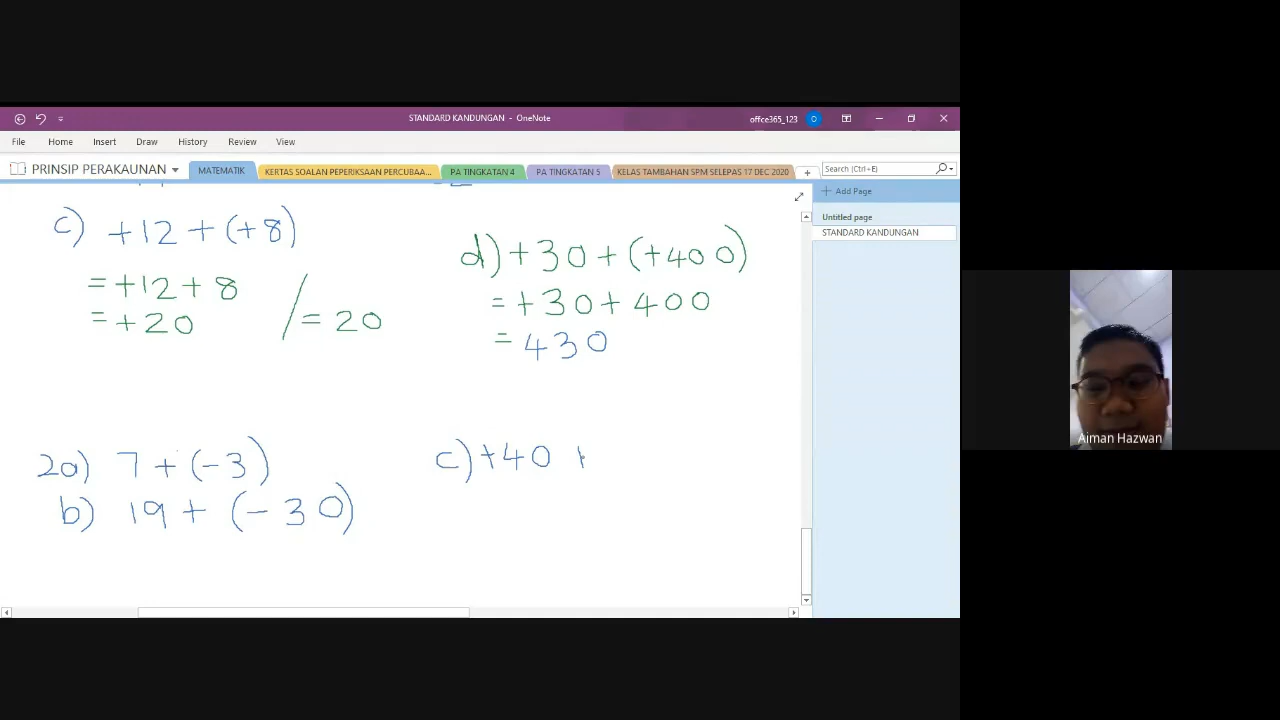 STANDARD KANDUNGAN - OneNote
offce365_123
O
File Home Insert Draw History Review View
PRINSIP PERAKAUNAN
MATEMATIK
KERTAS SOALAN PEPERIKSAAN PERCUBAA...
PA TINGKATAN 4
PA TINGKATAN 5
KELAS TAMBAHAN SPM SELEPAS 17 DEC 2020
+
Search (Ctrl+E)
+ Add Page
Untitled page
STANDARD KANDUNGAN
c) +12 + (+8)
= +12 + 8
= +20 / = 20
d) +30 + (+400)
= +30 + 400
= 430
2a) 7 + (-3)
b) 19 + (-30)
c) +40 +
Aiman Hazwan